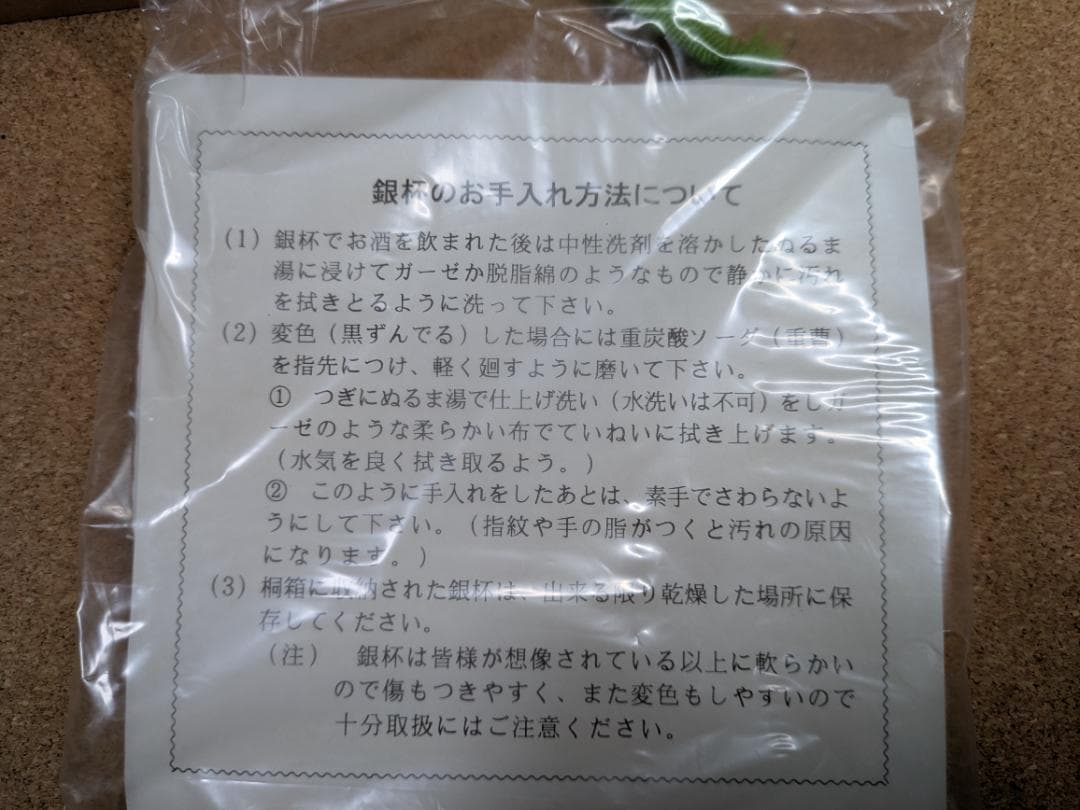 銀杯のお手入れ方法について
(1) 銀杯でお酒を飲まれた後は中性洗剤を溶かしたぬるま
湯に浸けてガーゼか脱脂綿のようなもので静かに汚れ
を拭きとるように洗って下さい。
(2) 変色（黒ずんでる）した場合には重炭酸ソーダ（重曹）
を指先につけ、軽く廻すように磨いて下さい。
① つぎにぬるま湯で仕上げ洗い（水洗いは不可）をしガ
ーゼのような柔らかい布でていねいに拭き上げます。
（水気を良く拭き取るよう。）
② このように手入れをしたあとは、素手でさわらないよ
うにして下さい。（指紋や手の脂がつくと汚れの原因
になります。）
(3) 桐箱に収納された銀杯は、出来る限り乾燥した場所に保
存してください。
（注） 銀杯は皆様が想像されている以上に軟らかい
ので傷もつきやすく、また変色もしやすいので
十分取扱にはご注意ください。